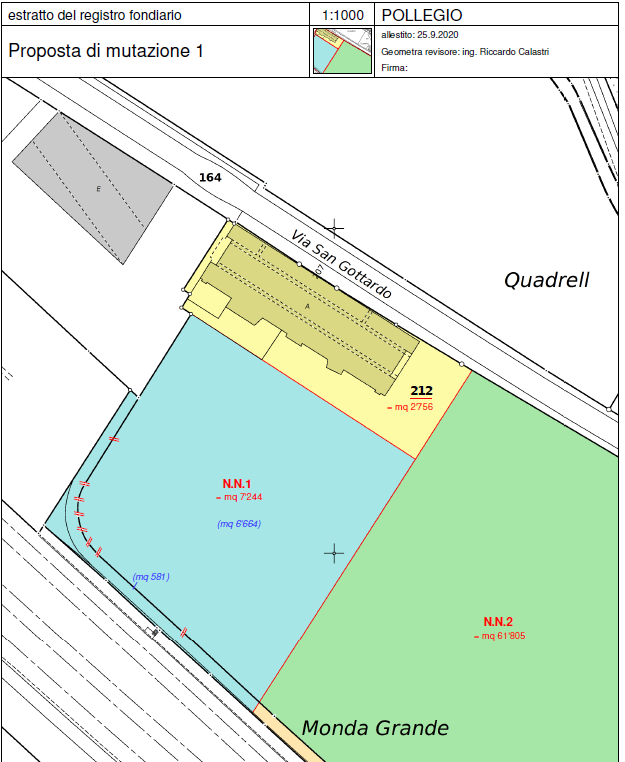 estratto del registro fondiario
1:1000
POLLEGIO
Proposta di mutazione 1
allestito: 25.9.2020
Geometra revisore: ing. Riccardo Calastri
Firma:
164
E
Via San Gottardo
207
Quadrell
A
212
= mq 2'756
N.N.1
= mq 7'244
(mq 6'664)
(mq 581)
N.N.2
= mq 61'805
Monda Grande